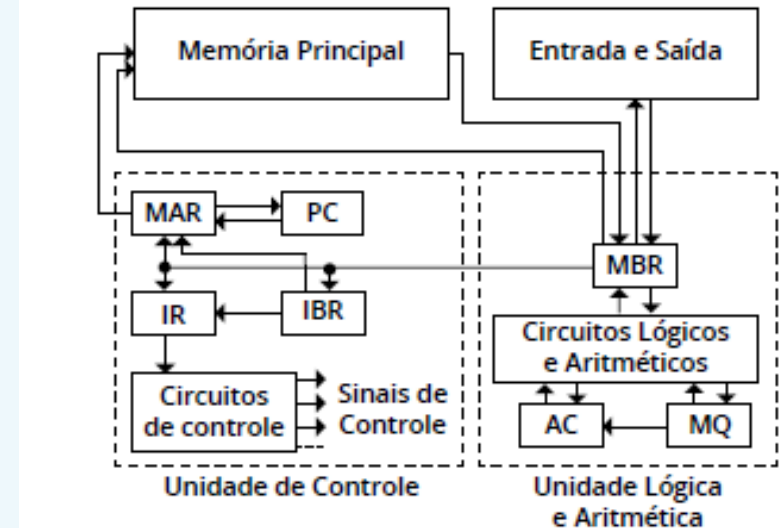 Memória Principal
Entrada e Saída
MAR
PC
MBR
IR
IBR
Circuitos Lógicos
e Aritméticos
Circuitos
de controle
Sinais de
Controle
AC
MQ
Unidade de Controle
Unidade Lógica
e Aritmética